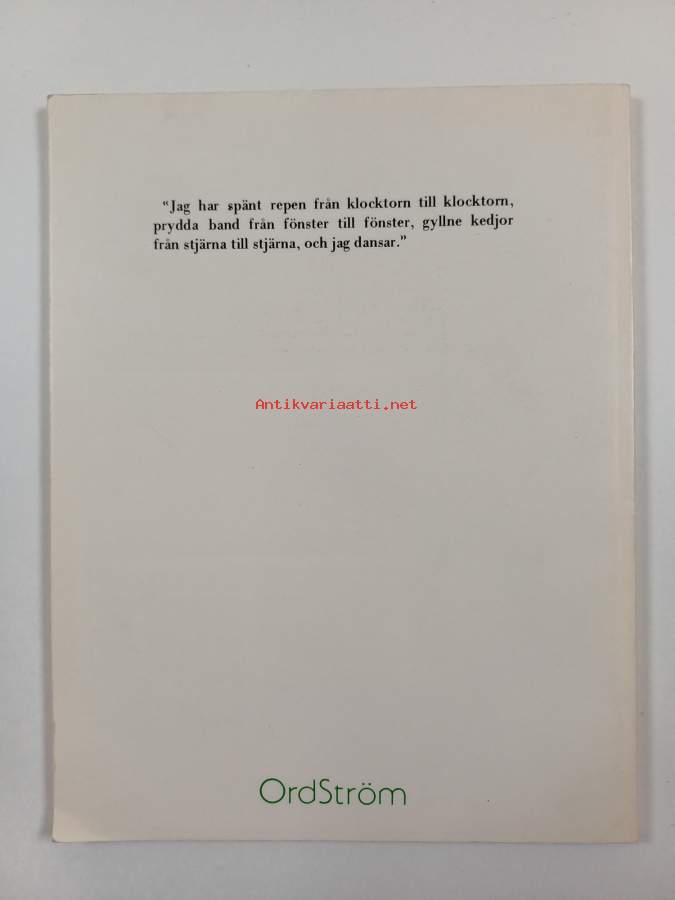 “Jag har spänt repen från klocktorn till klocktorn,
prydda band från fönster till fönster, gyllne kedjor
från stjärna till stjärna, och jag dansar.”
Antikvariaatti.net
OrdStröm